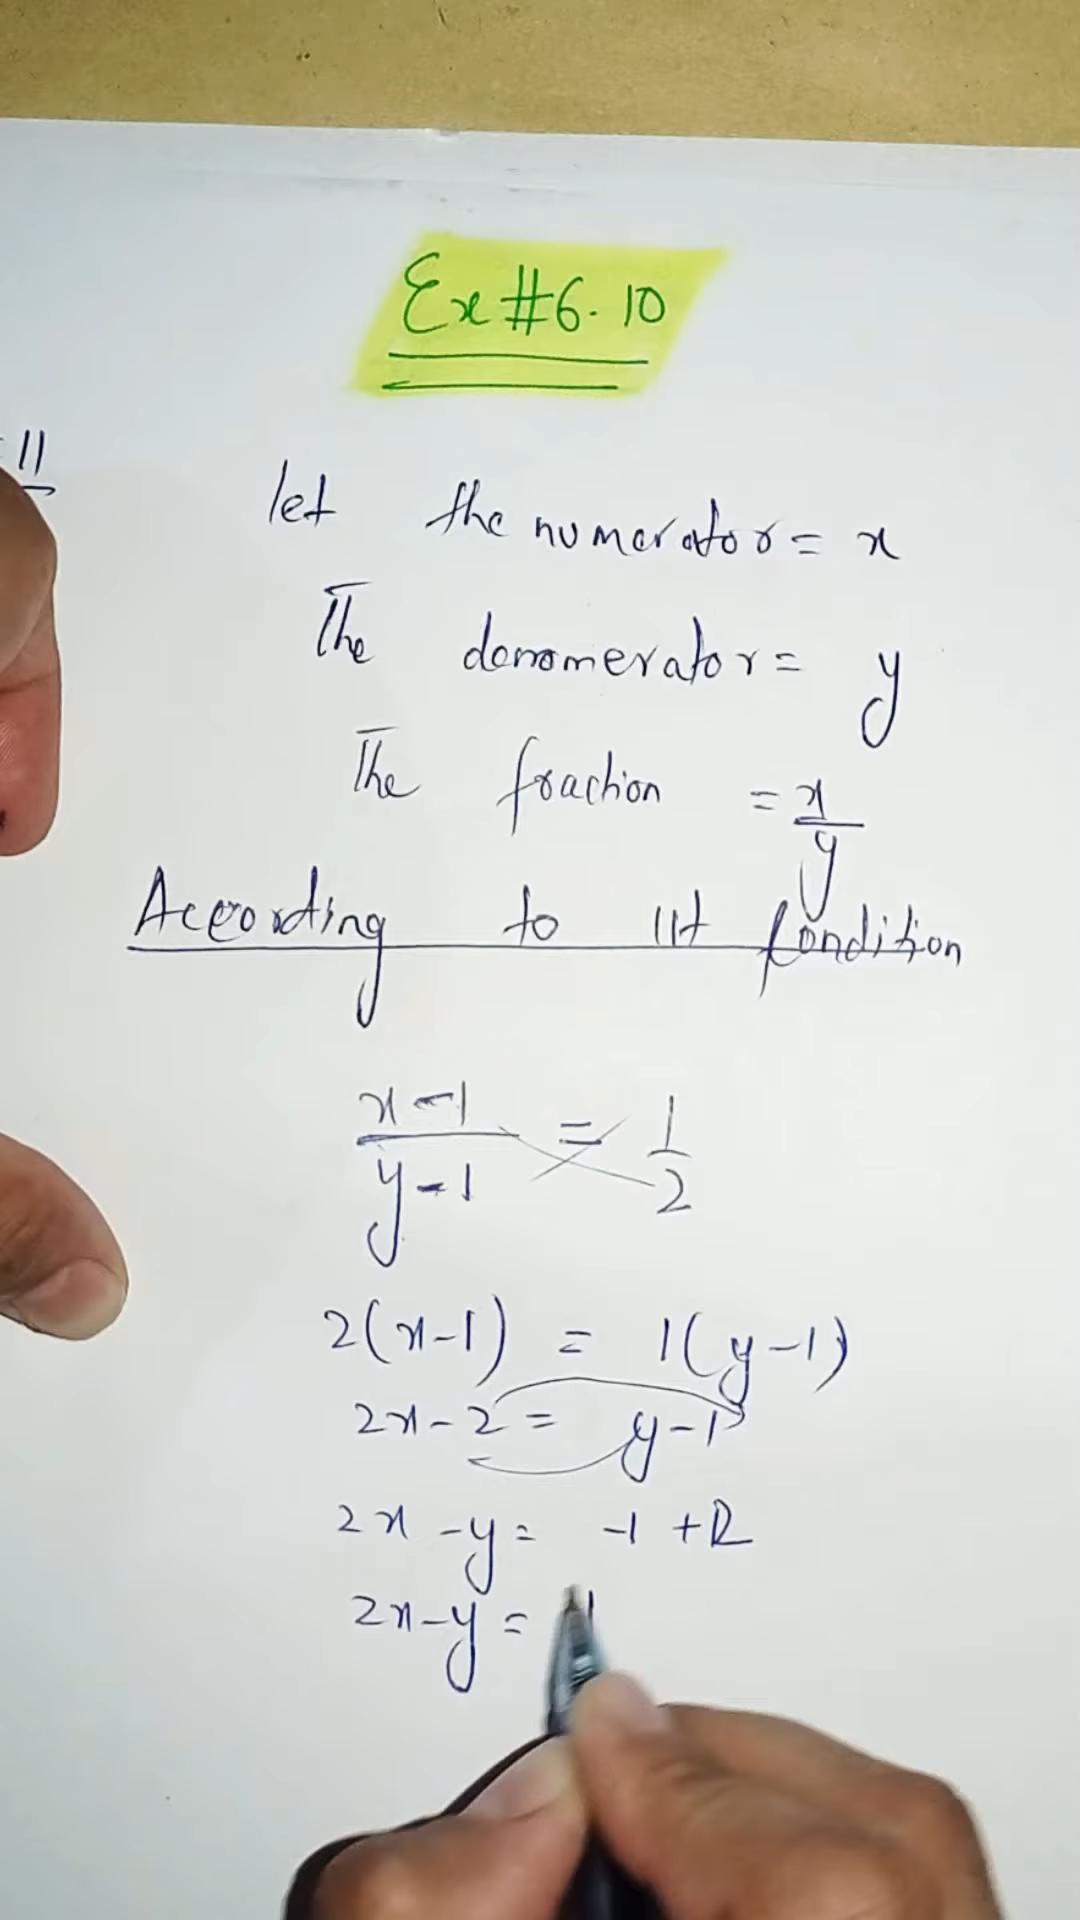 Ex #6.10
11
let the numerator = x
The denomerator = y
The fraction = x/y
According to 1st Condition
x-1/y-1 = 1/2
2(x-1) = 1(y-1)
2x-2 = y-1
2x-y = -1+2
2x-y = 1